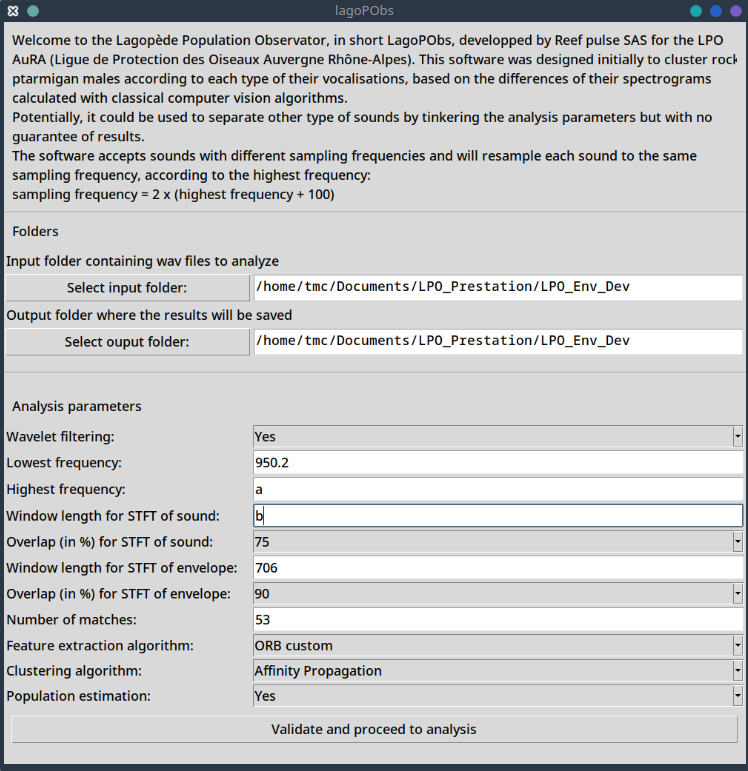 lagoPObs
Welcome to the Lagopède Population Observator, in short LagoPObs, developped by Reef pulse SAS for the LPO
AuRA (Ligue de Protection des Oiseaux Auvergne Rhône-Alpes). This software was designed initially to cluster rock
ptarmigan males according to each type of their vocalisations, based on the differences of their spectrograms
calculated with classical computer vision algorithms.
Potentially, it could be used to separate other type of sounds by tinkering the analysis parameters but with no
guarantee of results.
The software accepts sounds with different sampling frequencies and will resample each sound to the same
sampling frequency, according to the highest frequency:
sampling frequency = 2 x (highest frequency + 100)
Folders
Input folder containing wav files to analyze
Select input folder: /home/tmc/Documents/LPO_Prestation/LPO_Env_Dev
Output folder where the results will be saved
Select ouput folder: /home/tmc/Documents/LPO_Prestation/LPO_Env_Dev
Analysis parameters
Wavelet filtering: Yes
Lowest frequency: 950.2
Highest frequency: a
Window length for STFT of sound: b
Overlap (in %) for STFT of sound: 75
Window length for STFT of envelope: 706
Overlap (in %) for STFT of envelope: 90
Number of matches: 53
Feature extraction algorithm: ORB custom
Clustering algorithm: Affinity Propagation
Population estimation: Yes
Validate and proceed to analysis